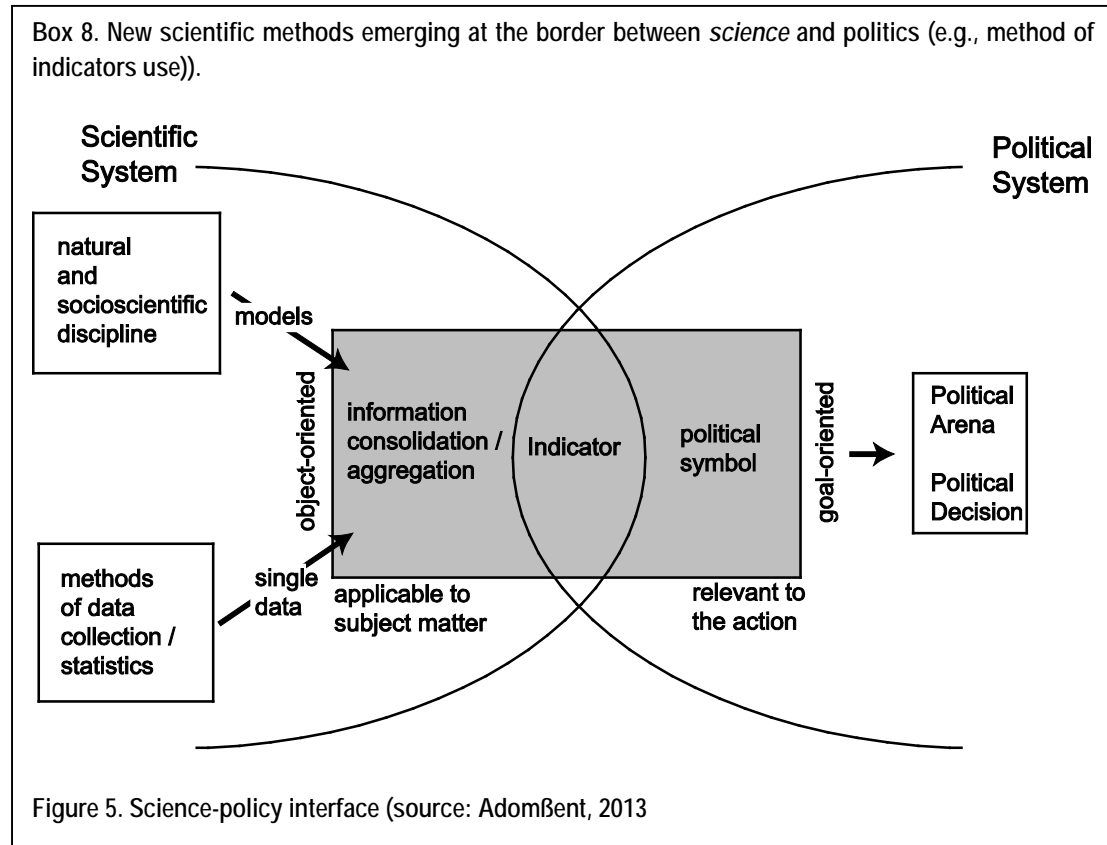 Box 8. New scientific methods emerging at the border between science and politics (e.g., method of
indicators use)).
Scientific
System
Political
System
natural
and
socioscientific
discipline
models
object-oriented
information
consolidation /
aggregation
Indicator
political
symbol
goal-oriented
Political
Arena
Political
Decision
methods
of data
collection /
statistics
single
data
applicable to
subject matter
relevant to
the action
Figure 5. Science-policy interface (source: Adomßent, 2013